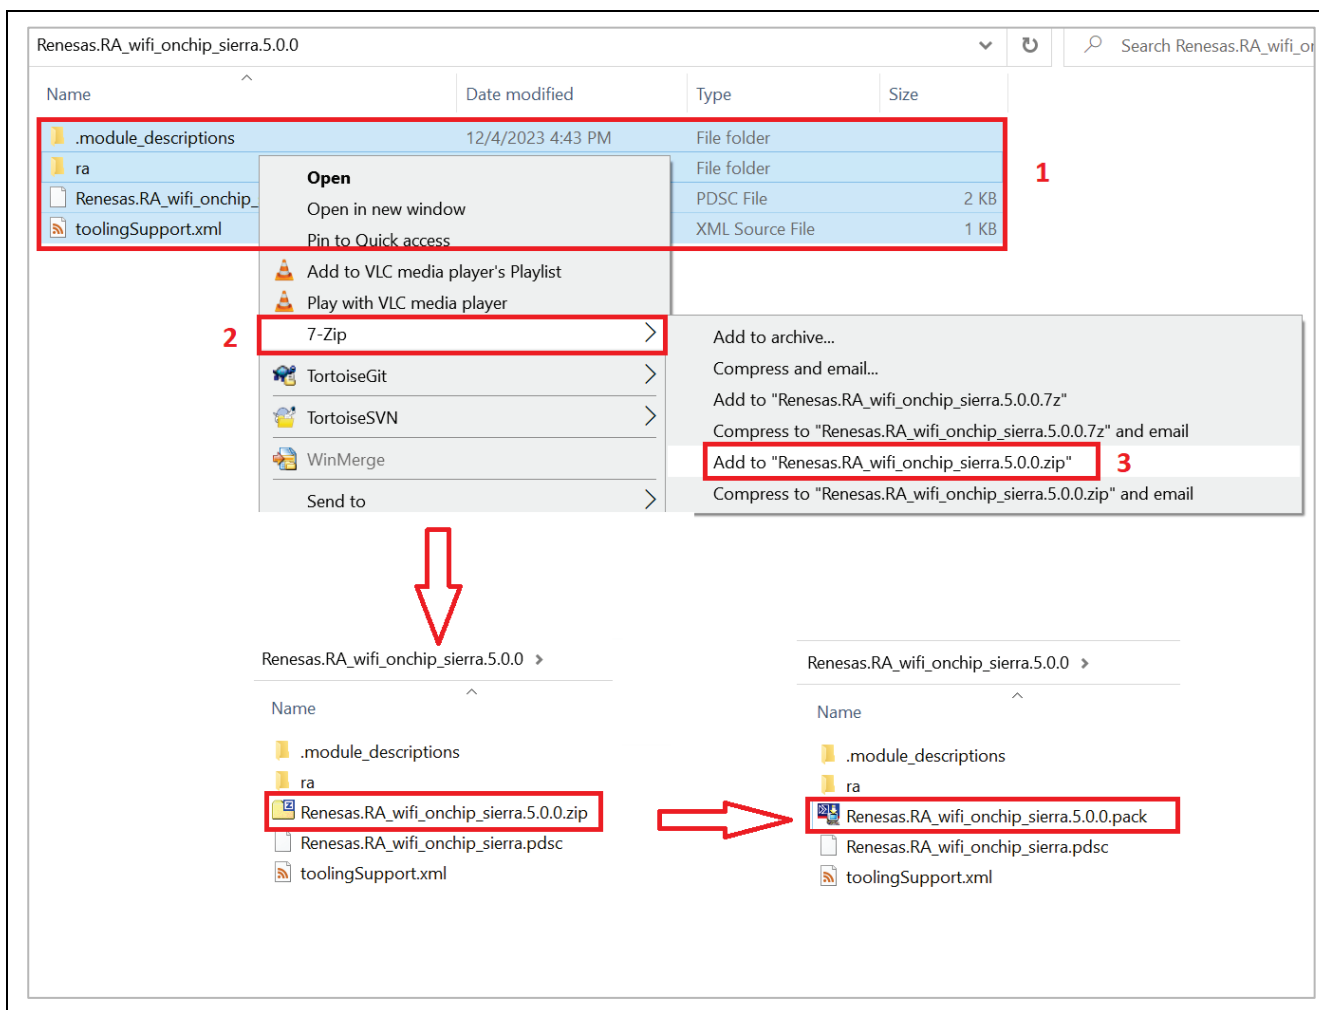 Renesas.RA_wifi_onchip_sierra.5.0.0
Search Renesas.RA_wifi_or
Name Date modified Type Size
.module_descriptions 12/4/2023 4:43 PM File folder
ra File folder
Renesas.RA_wifi_onchip_ PDSC File 2 KB
toolingSupport.xml XML Source File 1 KB
1
Open
Open in new window
Pin to Quick access
Add to VLC media player's Playlist
Play with VLC media player
2
7-Zip
TortoiseGit
TortoiseSVN
WinMerge
Send to
Add to archive...
Compress and email...
Add to "Renesas.RA_wifi_onchip_sierra.5.0.0.7z"
Compress to "Renesas.RA_wifi_onchip_sierra.5.0.0.7z" and email
Add to "Renesas.RA_wifi_onchip_sierra.5.0.0.zip"
3
Compress to "Renesas.RA_wifi_onchip_sierra.5.0.0.zip" and email
Renesas.RA_wifi_onchip_sierra.5.0.0
Name
.module_descriptions
ra
Renesas.RA_wifi_onchip_sierra.5.0.0.zip
Renesas.RA_wifi_onchip_sierra.pdsc
toolingSupport.xml
Renesas.RA_wifi_onchip_sierra.5.0.0
Name
.module_descriptions
ra
Renesas.RA_wifi_onchip_sierra.5.0.0.pack
Renesas.RA_wifi_onchip_sierra.pdsc
toolingSupport.xml